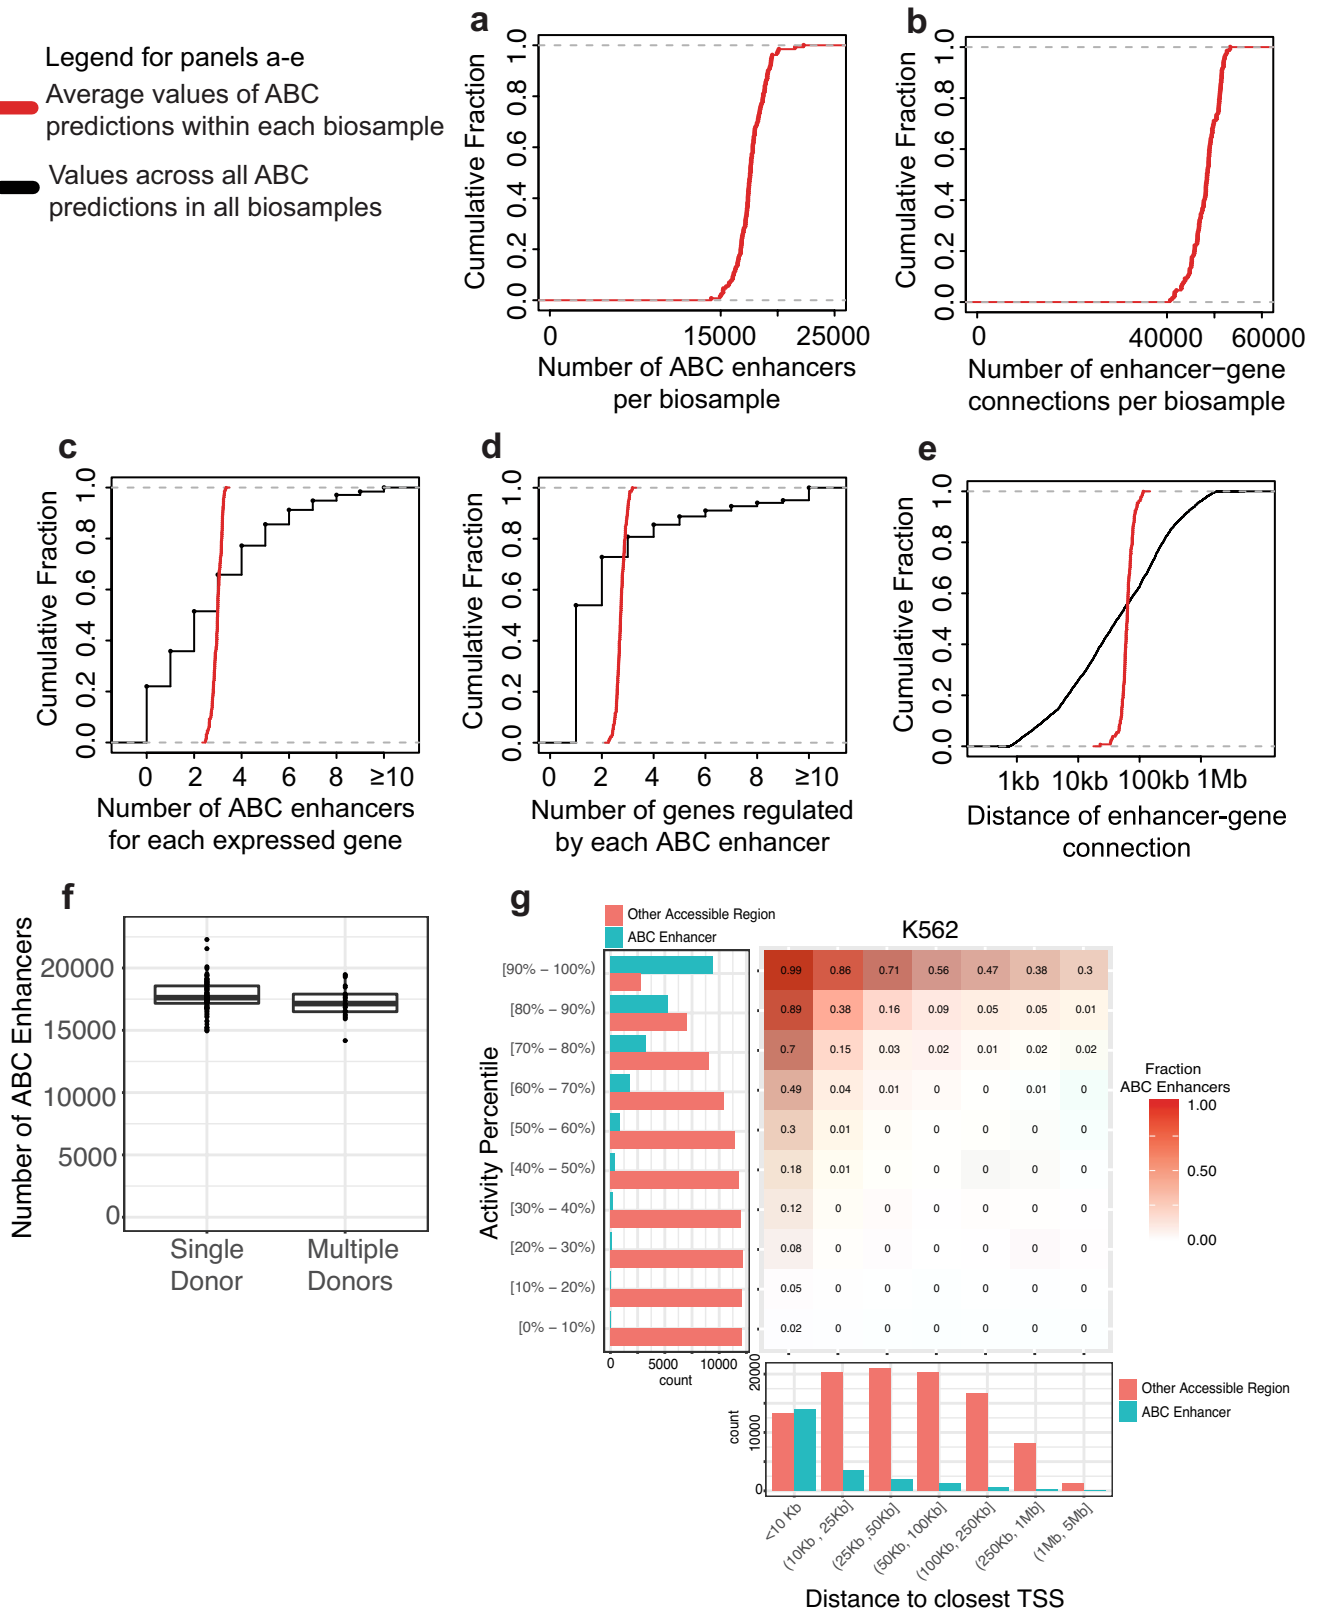 Legend for panels a-e
Average values of ABC
predictions within each biosample
Values across all ABC
predictions in all biosamples
a
Cumulative Fraction
0.0 0.2 0.4 0.6 0.8 1.0
0 15000 25000
Number of ABC enhancers
per biosample
b
Cumulative Fraction
0.0 0.2 0.4 0.6 0.8 1.0
0 40000 60000
Number of enhancer-gene
connections per biosample
c
Cumulative Fraction
0.0 0.2 0.4 0.6 0.8 1.0
0 2 4 6 8 ≥10
Number of ABC enhancers
for each expressed gene
d
Cumulative Fraction
0.0 0.2 0.4 0.6 0.8 1.0
0 2 4 6 8 ≥10
Number of genes regulated
by each ABC enhancer
e
Cumulative Fraction
0.0 0.2 0.4 0.6 0.8 1.0
1kb 10kb 100kb 1Mb
Distance of enhancer-gene
connection
f
Number of ABC Enhancers
20000
15000
10000
5000
0
Single
Donor
Multiple
Donors
g
Other Accessible Region
ABC Enhancer
K562
Activity Percentile
[90% − 100%) 0.99 0.86 0.71 0.56 0.47 0.38 0.3
[80% − 90%) 0.89 0.38 0.16 0.09 0.05 0.05 0.01
[70% − 80%) 0.7 0.15 0.03 0.02 0.01 0.02 0.02
[60% − 70%) 0.49 0.04 0.01 0 0 0.01 0
[50% − 60%) 0.3 0.01 0 0 0 0 0
[40% − 50%) 0.18 0.01 0 0 0 0 0
[30% − 40%) 0.12 0 0 0 0 0 0
[20% − 30%) 0.08 0 0 0 0 0 0
[10% − 20%) 0.05 0 0 0 0 0 0
[0% − 10%) 0.02 0 0 0 0 0 0
0 5000 10000
count
Fraction
ABC Enhancers
1.00
0.50
0.00
count
0 10000 20000
Other Accessible Region
ABC Enhancer
<10 Kb
(10Kb , 25Kb]
(25Kb ,50Kb]
(50Kb, 100Kb]
(100Kb, 250Kb]
(250Kb, 1Mb]
(1Mb, 5Mb]
Distance to closest TSS